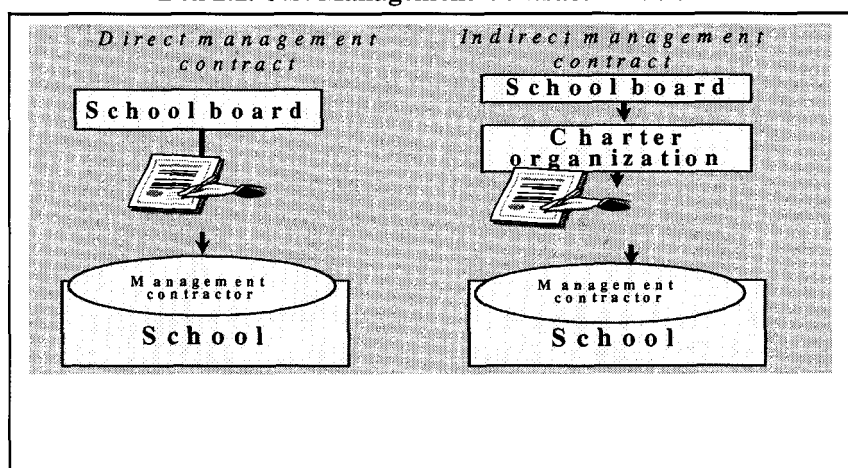 Direct management
contract
School board
Management
contractor
School
Indirect management
contract
School board
Charter
organization
Management
contractor
School